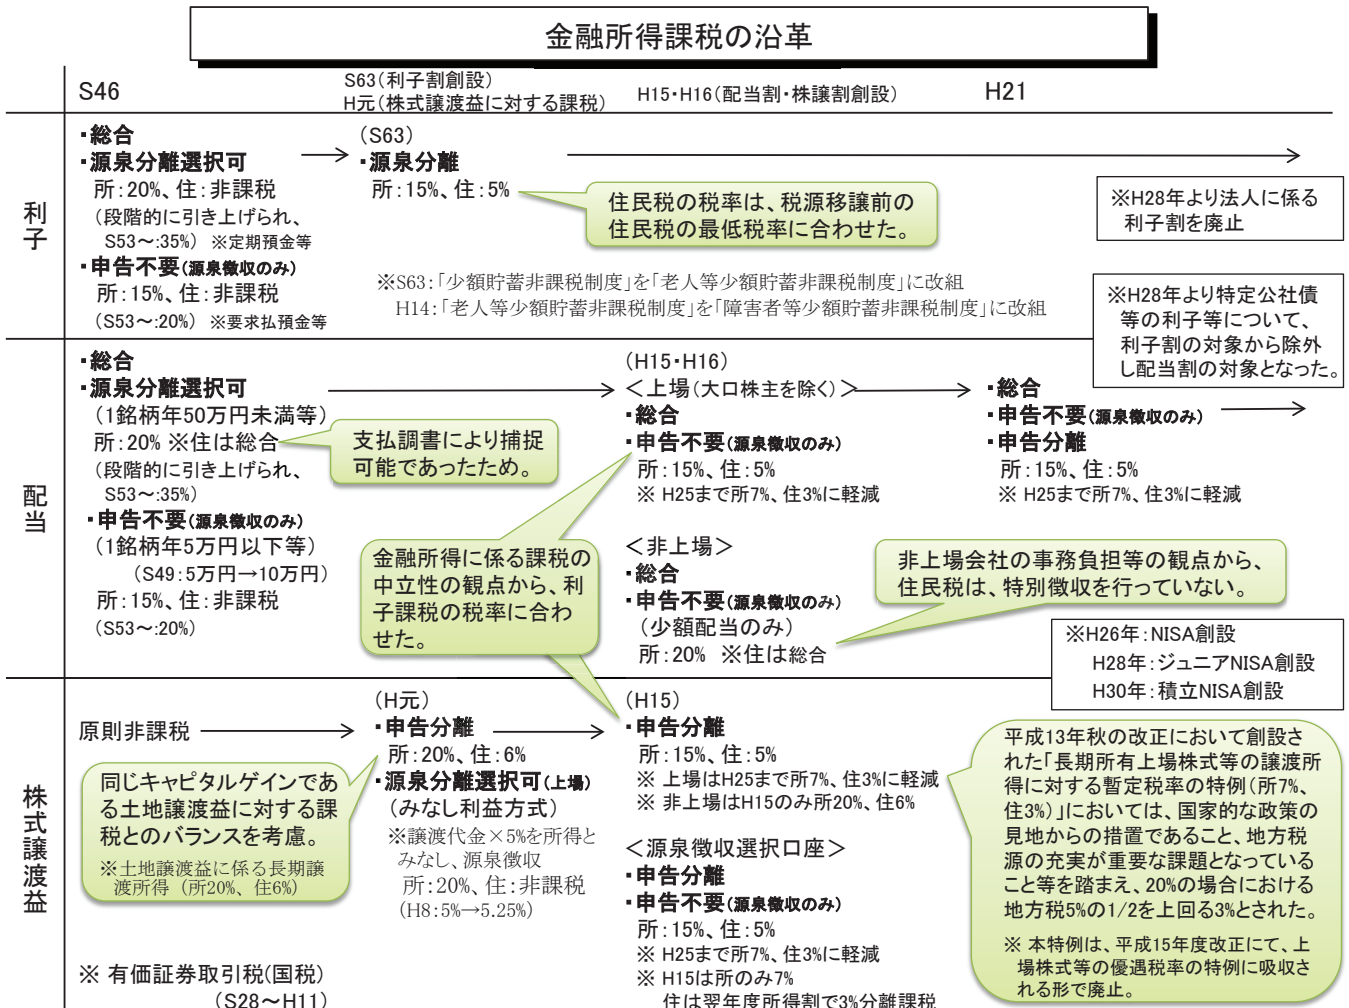 金融所得課税の沿革
S46
S63(利子割創設)
H元(株式譲渡益に対する課税)
H15・H16(配当割・株譲割創設)
H21
利子
・総合
・源泉分離選択可
所:20%、住:非課税
(段階的に引き上げられ、
S53～:35%) ※定期預金等
・申告不要(源泉徴収のみ)
所:15%、住:非課税
(S53～:20%) ※要求払預金等
(S63)
・源泉分離
所:15%、住:5%
住民税の税率は、税源移譲前の
住民税の最低税率に合わせた。
※S63:「少額貯蓄非課税制度」を「老人等少額貯蓄非課税制度」に改組
H14:「老人等少額貯蓄非課税制度」を「障害者等少額貯蓄非課税制度」に改組
※H28年より法人に係る
利子割を廃止
※H28年より特定公社債
等の利子等について、
利子割の対象から除外
し配当割の対象となった。
配当
・総合
・源泉分離選択可
(1銘柄年50万円未満等)
所:20% ※住は総合
(段階的に引き上げられ、
S53～:35%)
・申告不要(源泉徴収のみ)
(1銘柄年5万円以下等)
(S49:5万円→10万円)
所:15%、住:非課税
(S53～:20%)
支払調書により捕捉
可能であったため。
金融所得に係る課税の
中立性の観点から、利
子課税の税率に合わ
せた。
(H15・H16)
＜上場(大口株主を除く)＞
・総合
・申告不要(源泉徴収のみ)
所:15%、住:5%
※ H25まで所7%、住3%に軽減
＜非上場＞
・総合
・申告不要(源泉徴収のみ)
(少額配当のみ)
所:20% ※住は総合
・総合
・申告不要(源泉徴収のみ)
・申告分離
所:15%、住:5%
※ H25まで所7%、住3%に軽減
非上場会社の事務負担等の観点から、
住民税は、特別徴収を行っていない。
※H26年:NISA創設
H28年:ジュニアNISA創設
H30年:積立NISA創設
株式譲渡益
原則非課税
同じキャピタルゲインであ
る土地譲渡益に対する課
税とのバランスを考慮。
※土地譲渡益に係る長期譲
渡所得 (所20%、住6%)
※ 有価証券取引税(国税)
(S28～H11)
(H元)
・申告分離
所:20%、住:6%
・源泉分離選択可(上場)
(みなし利益方式)
※譲渡代金×5%を所得と
みなし、源泉徴収
所:20%、住:非課税
(H8:5%→5.25%)
(H15)
・申告分離
所:15%、住:5%
※ 上場はH25まで所7%、住3%に軽減
※ 非上場はH15のみ所20%、住6%
＜源泉徴収選択口座＞
・申告分離
・申告不要(源泉徴収のみ)
所:15%、住:5%
※ H25まで所7%、住3%に軽減
※ H15は所のみ7%
住は翌年度所得割で3%分離課税
平成13年秋の改正において創設さ
れた「長期所有上場株式等の譲渡所
得に対する暫定税率の特例(所7%、
住3%)」においては、国家的な政策の
見地からの措置であること、地方税
源の充実が重要な課題となっている
こと等を踏まえ、20%の場合における
地方税5%の1/2を上回る3%とされた。
※ 本特例は、平成15年度改正にて、上
場株式等の優遇税率の特例に吸収さ
れる形で廃止。